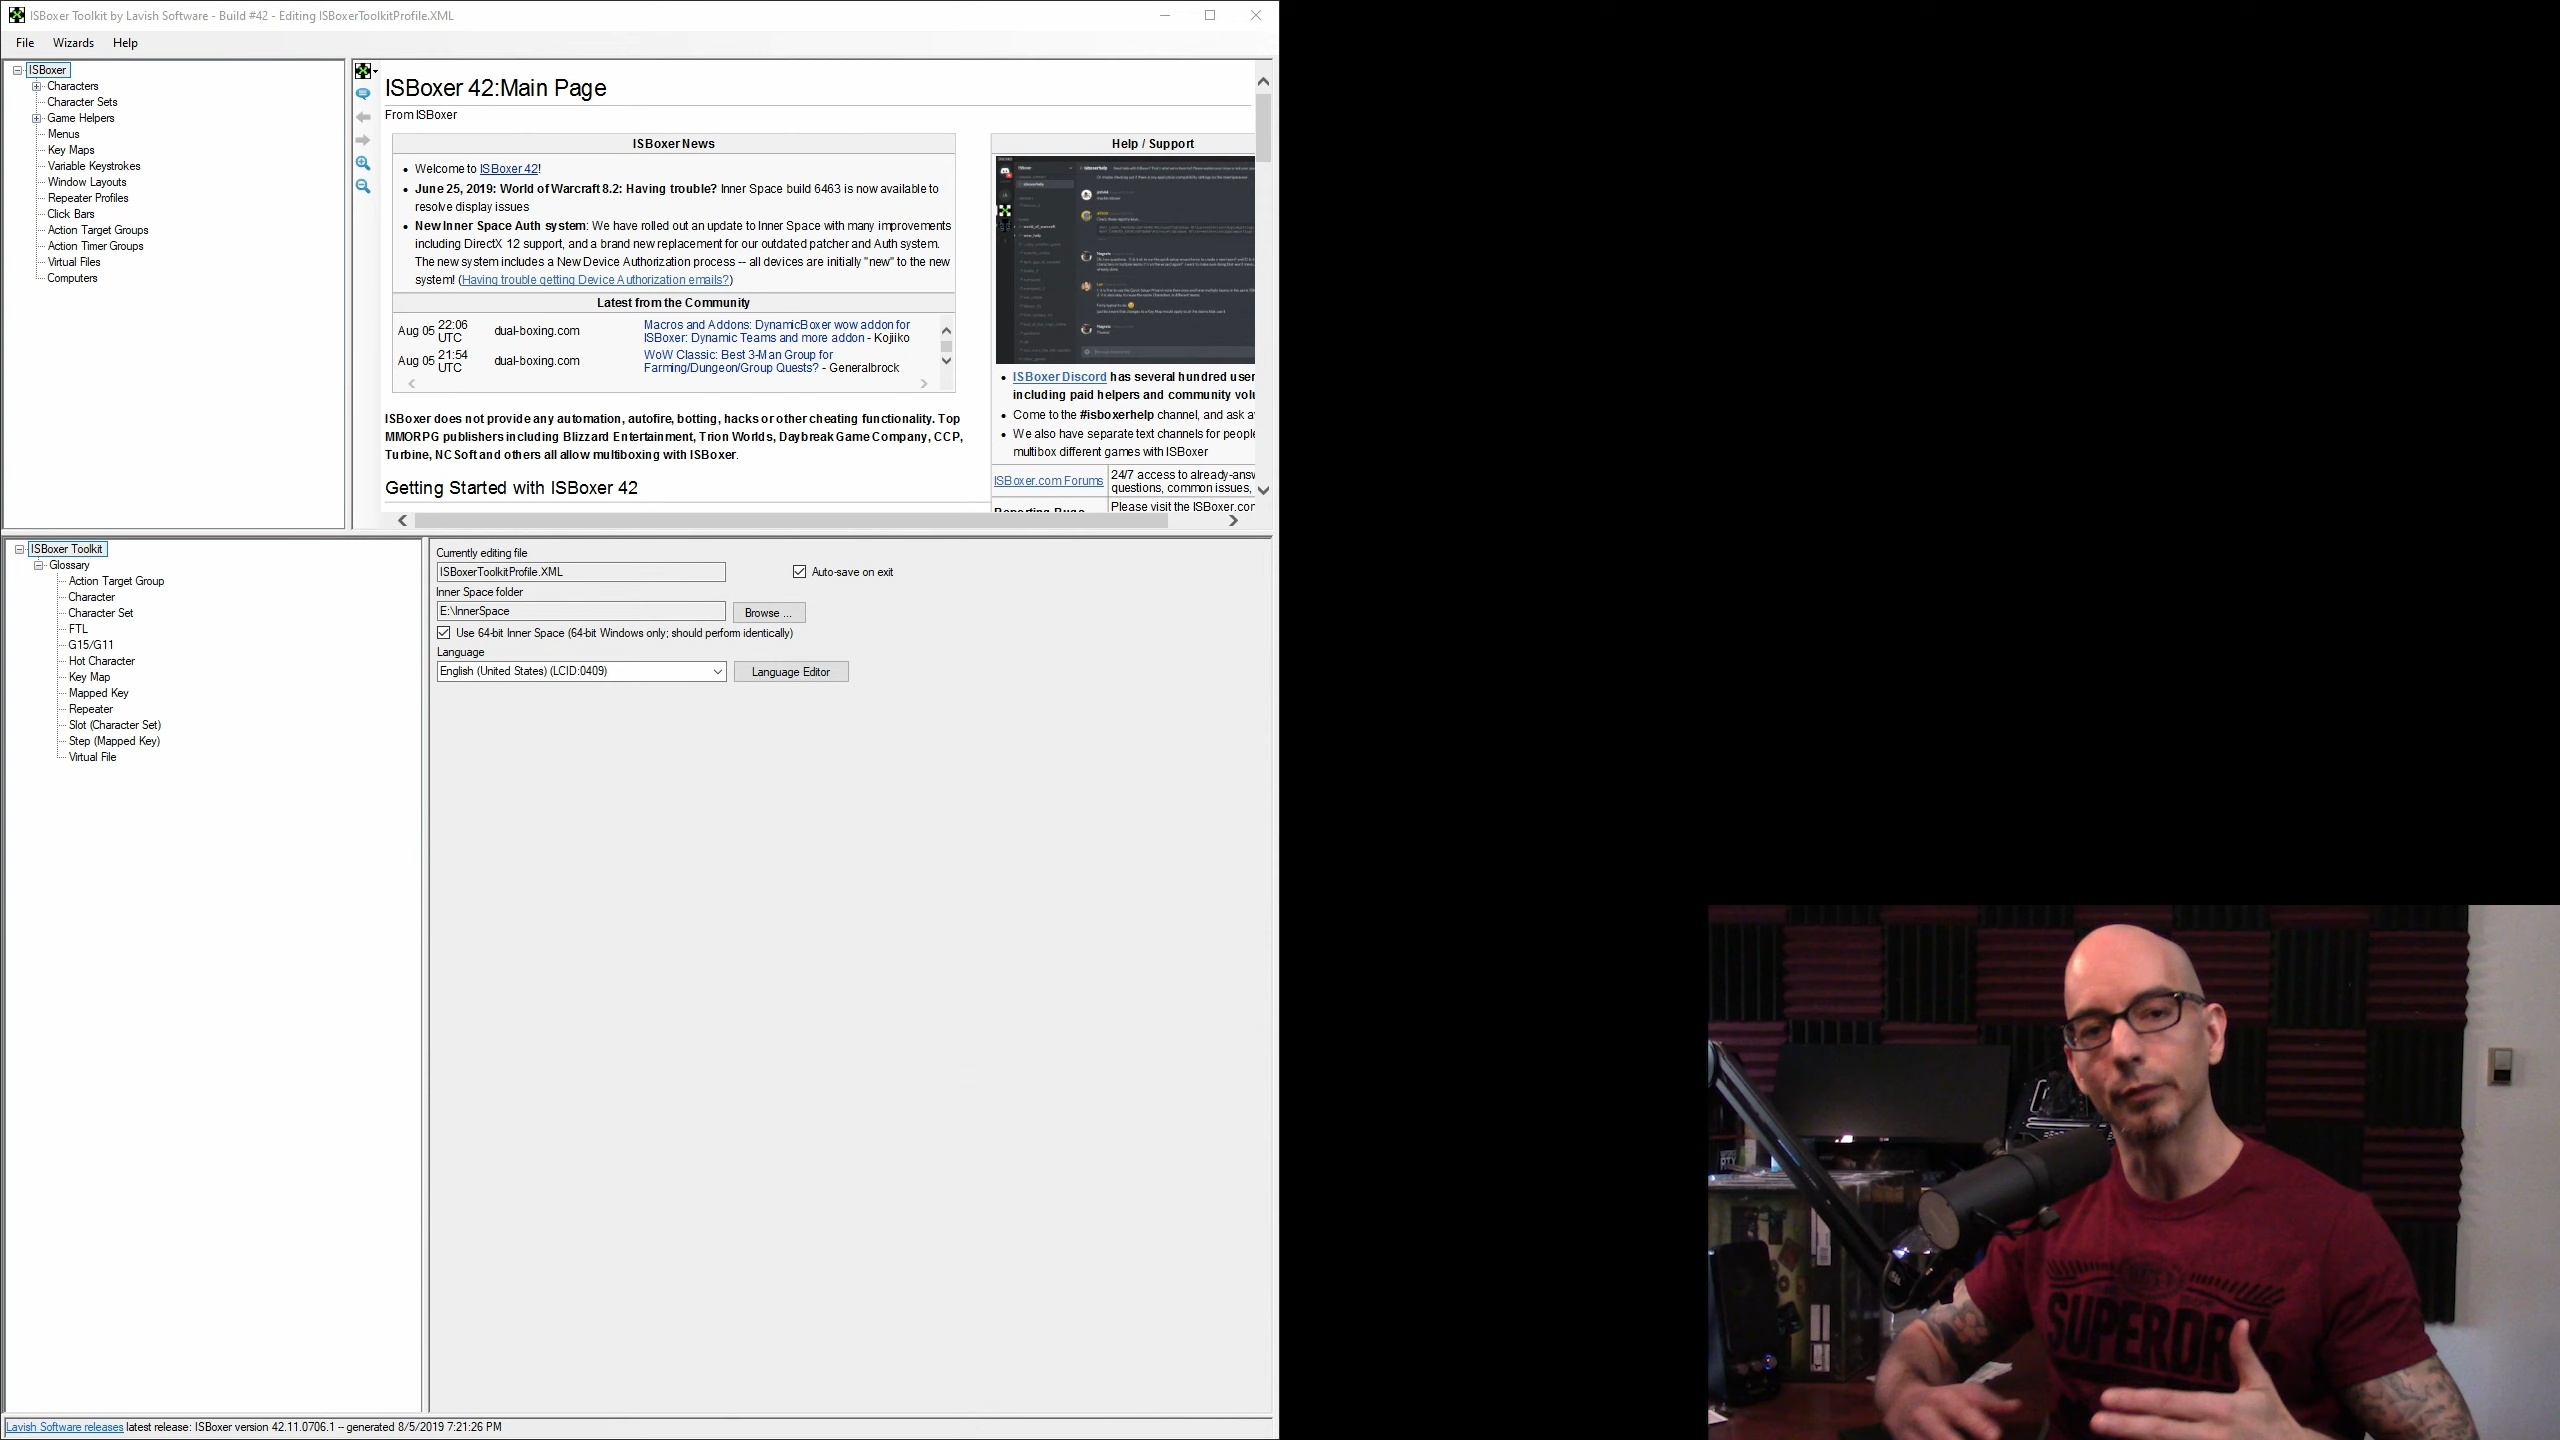 ISBoxer Toolkit by Lavish Software - Build #42 - Editing ISBoxerToolkitProfile.XML
File Wizards Help
ISBoxer
Characters
Character Sets
Game Helpers
Menus
Key Maps
Variable Keystrokes
Window Layouts
Repeater Profiles
Click Bars
Action Target Groups
Action Timer Groups
Virtual Files
Computers
ISBoxer 42:Main Page
From ISBoxer
ISBoxer News
Welcome to ISBoxer 42!
June 25, 2019: World of Warcraft 8.2: Having trouble? Inner Space build 6463 is now available to
resolve display issues
New Inner Space Auth system: We have rolled out an update to Inner Space with many improvements
including DirectX 12 support, and a brand new replacement for our outdated patcher and Auth system.
The new system includes a New Device Authorization process -- all devices are initially "new" to the new
system! (Having trouble getting Device Authorization emails?)
Latest from the Community
Aug 05 22:06 UTC dual-boxing.com Macros and Addons: DynamicBoxer wow addon for
ISBoxer: Dynamic Teams and more addon - Kojiiko
Aug 05 21:54 UTC dual-boxing.com WoW Classic: Best 3-Man Group for
Farming/Dungeon/Group Quests? - Generalbrock
ISBoxer does not provide any automation, autofire, botting, hacks or other cheating functionality. Top
MMORPG publishers including Blizzard Entertainment, Trion Worlds, Daybreak Game Company, CCP,
Turbine, NCSoft and others all allow multiboxing with ISBoxer.
Getting Started with ISBoxer 42
Help / Support
ISBoxer Discord has several hundred user
including paid helpers and community volu
Come to the #isboxerhelp channel, and ask a
We also have separate text channels for people
multibox different games with ISBoxer
ISBoxer.com Forums
24/7 access to already-answ
questions, common issues,
Reporting Bugs
Please visit the ISBoxer.con
ISBoxer Toolkit
Glossary
Action Target Group
Character
Character Set
FTL
G15/G11
Hot Character
Key Map
Mapped Key
Repeater
Slot (Character Set)
Step (Mapped Key)
Virtual File
Currently editing file
ISBoxerToolkitProfile.XML Auto-save on exit
Inner Space folder
E:\InnerSpace Browse ...
Use 64-bit Inner Space (64-bit Windows only; should perform identically)
Language
English (United States) (LCID:0409) Language Editor
Lavish Software releases latest release: ISBoxer version 42.11.0706.1 -- generated 8/5/2019 7:21:26 PM
SUPERDRY